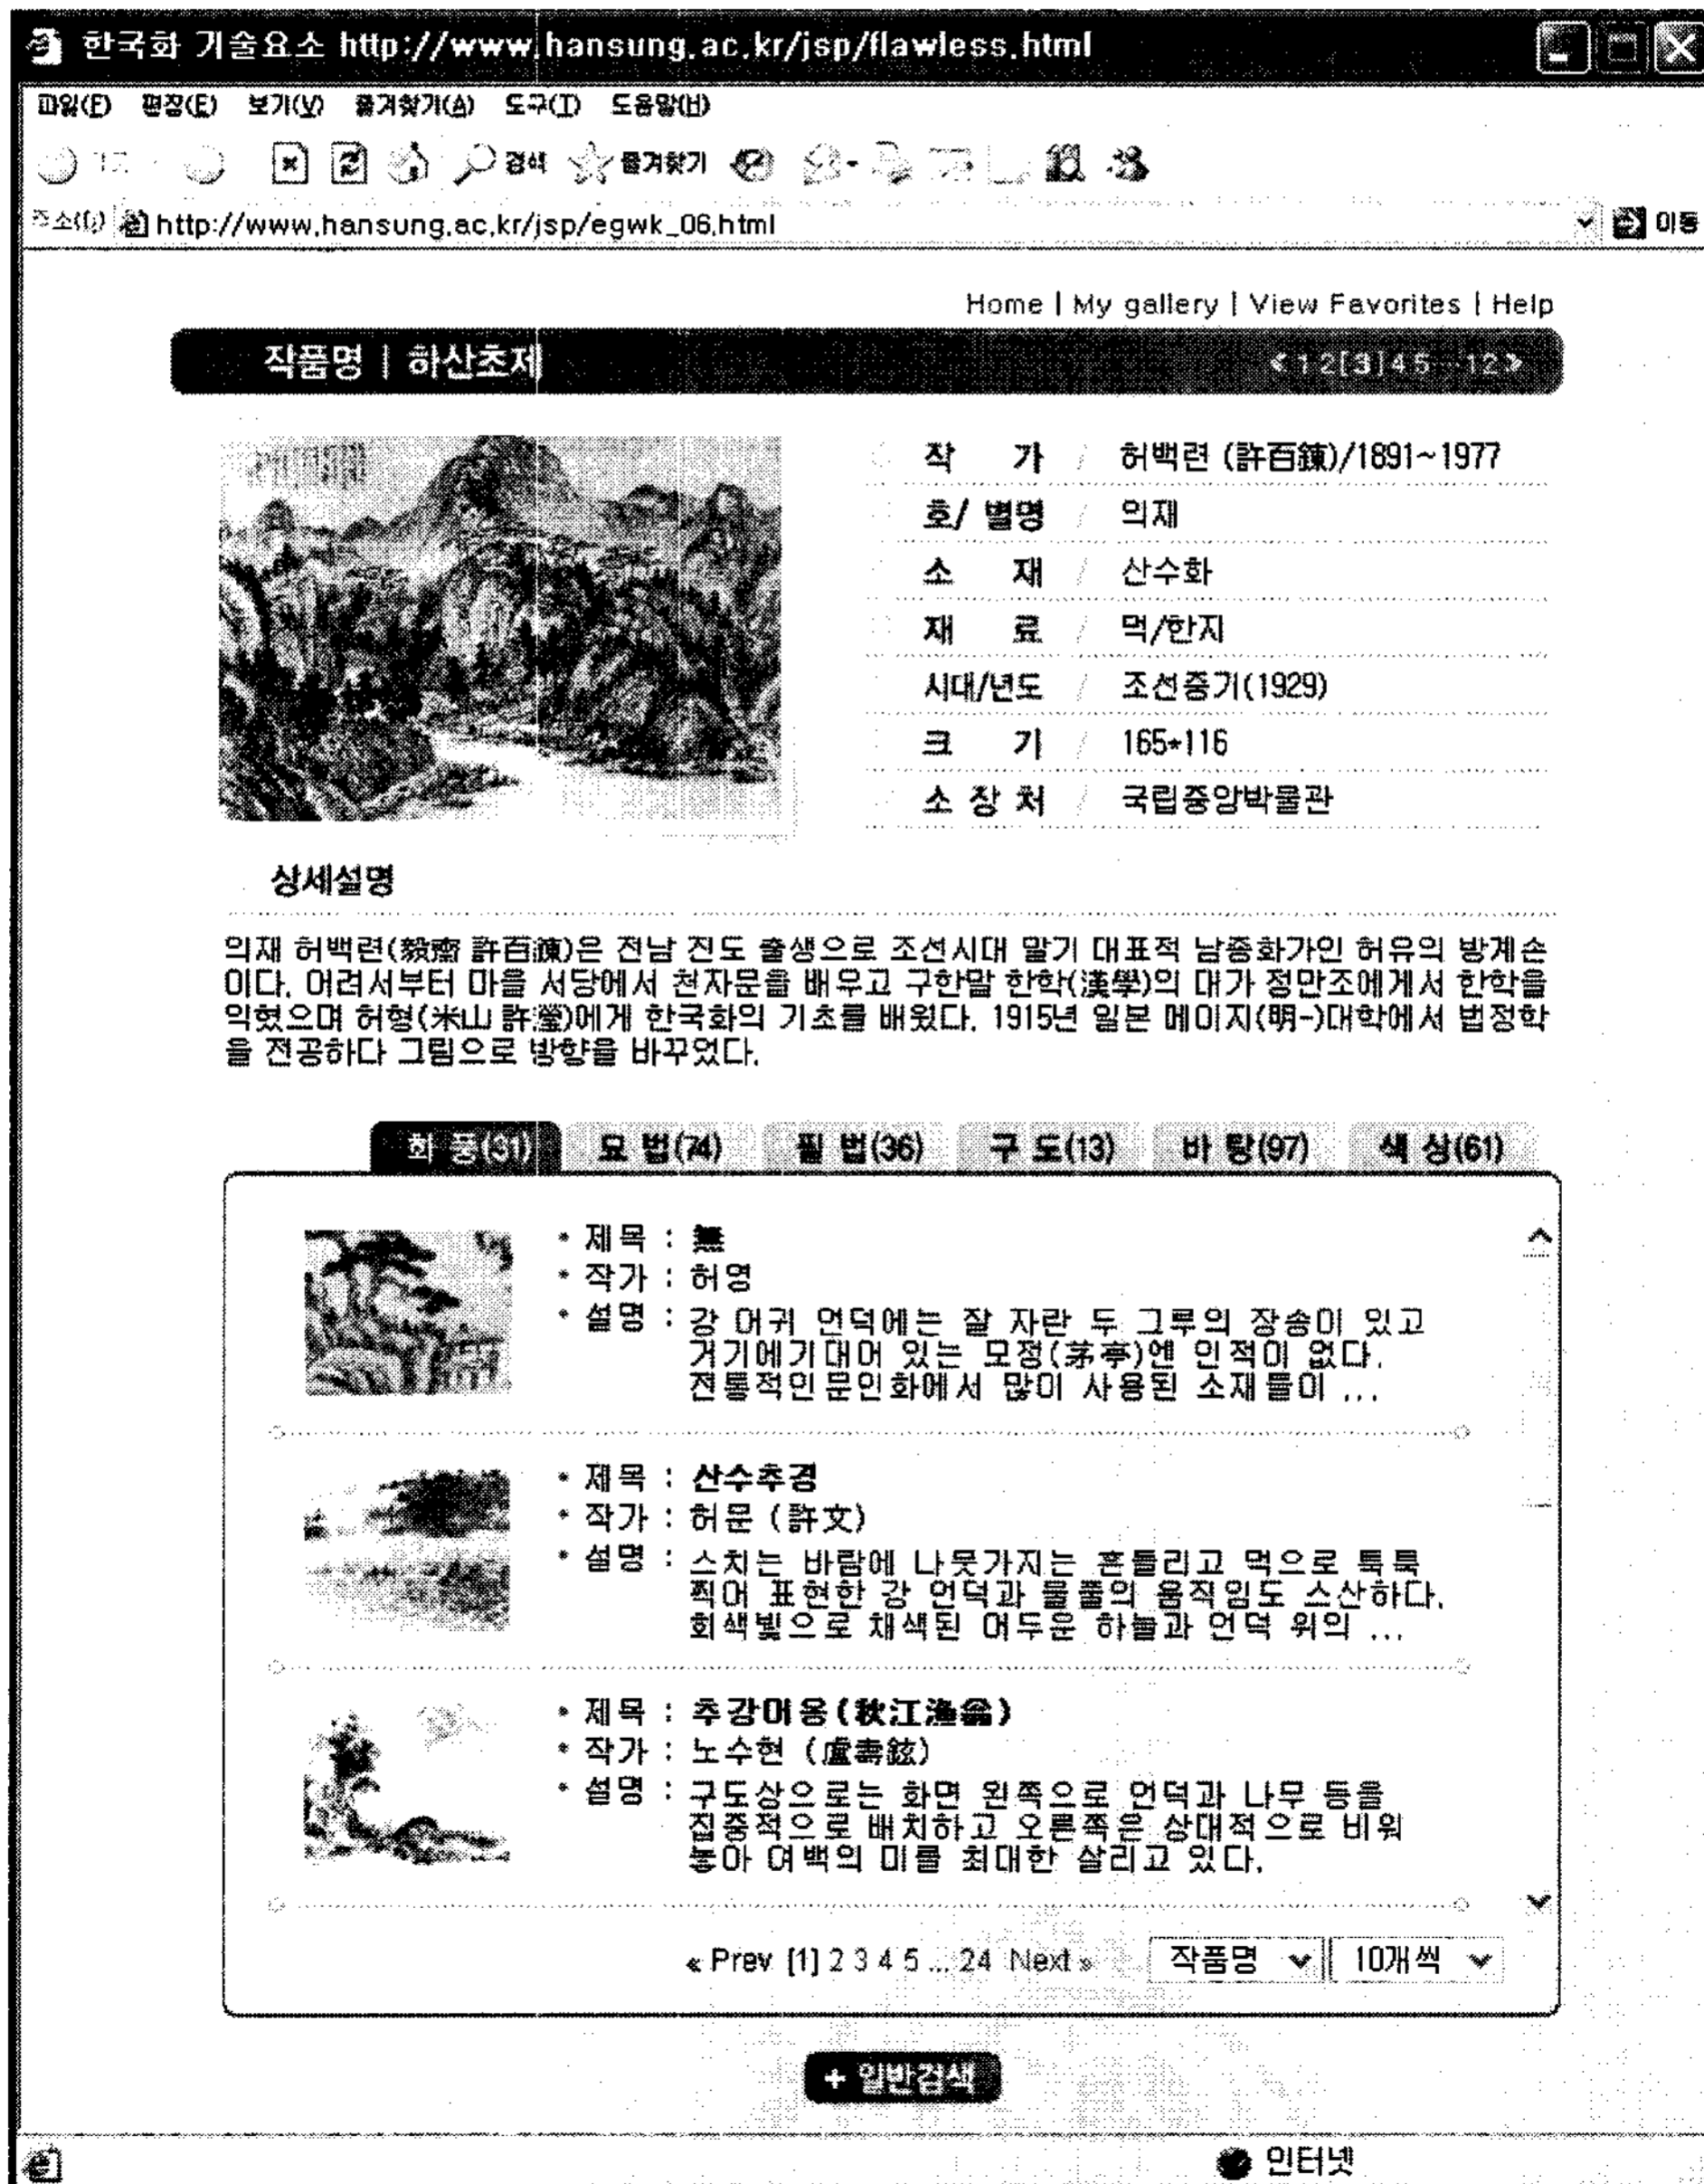 한국화 기술요소 http://www.hansung.ac.kr/jsp/flawless.html
파일(F) 편집(E) 보기(V) 즐겨찾기(A) 도구(T) 도움말(H)
검색 즐겨찾기
주소(D) http://www.hansung.ac.kr/jsp/egwk_06.html 이동
Home | My gallery | View Favorites | Help
작품명 | 하산초제 <12[3]45...12>
작 가 / 허백련 (許百鍊)/1891~1977
호/ 별명 / 의재
소 재 / 산수화
재 료 / 먹/한지
시대/년도 / 조선중기(1929)
크 기 / 165*116
소 장 처 / 국립중앙박물관
상세설명
의재 허백련(毅齋 許百鍊)은 전남 진도 출생으로 조선시대 말기 대표적 남종화가인 허유의 방계손
이다. 어려서부터 마을 서당에서 천자문을 배우고 구한말 한학(漢學)의 대가 정만조에게서 한학을
익혔으며 허형(米山 許瀅)에게 한국화의 기초를 배웠다. 1915년 일본 메이지(明-)대학에서 법정학
을 전공하다 그림으로 방향을 바꾸었다.
화 풍(31) 묘 법(74) 필 법(36) 구 도(13) 바 탕(97) 색 상(61)
• 제목 : 無
• 작가 : 허영
• 설명 : 강 어귀 언덕에는 잘 자란 두 그루의 장송이 있고
거기에기대어 있는 모정(茅亭)엔 인적이 없다.
전통적인문인화에서 많이 사용된 소재들이 ...
• 제목 : 산수추경
• 작가 : 허문 (許文)
• 설명 : 스치는 바람에 나뭇가지는 흔들리고 먹으로 툭툭
찍어 표현한 강 언덕과 물풀의 움직임도 스산하다.
회색빛으로 채색된 어두운 하늘과 언덕 위의 ...
• 제목 : 추강어옹(秋江漁翁)
• 작가 : 노수현 (盧壽鉉)
• 설명 : 구도상으로는 화면 왼쪽으로 언덕과 나무 등을
집중적으로 배치하고 오른쪽은 상대적으로 비워
놓아 여백의 미를 최대한 살리고 있다.
« Prev [1] 2 3 4 5 ... 24 Next » 작품명 10개씩
+ 일반검색
인터넷